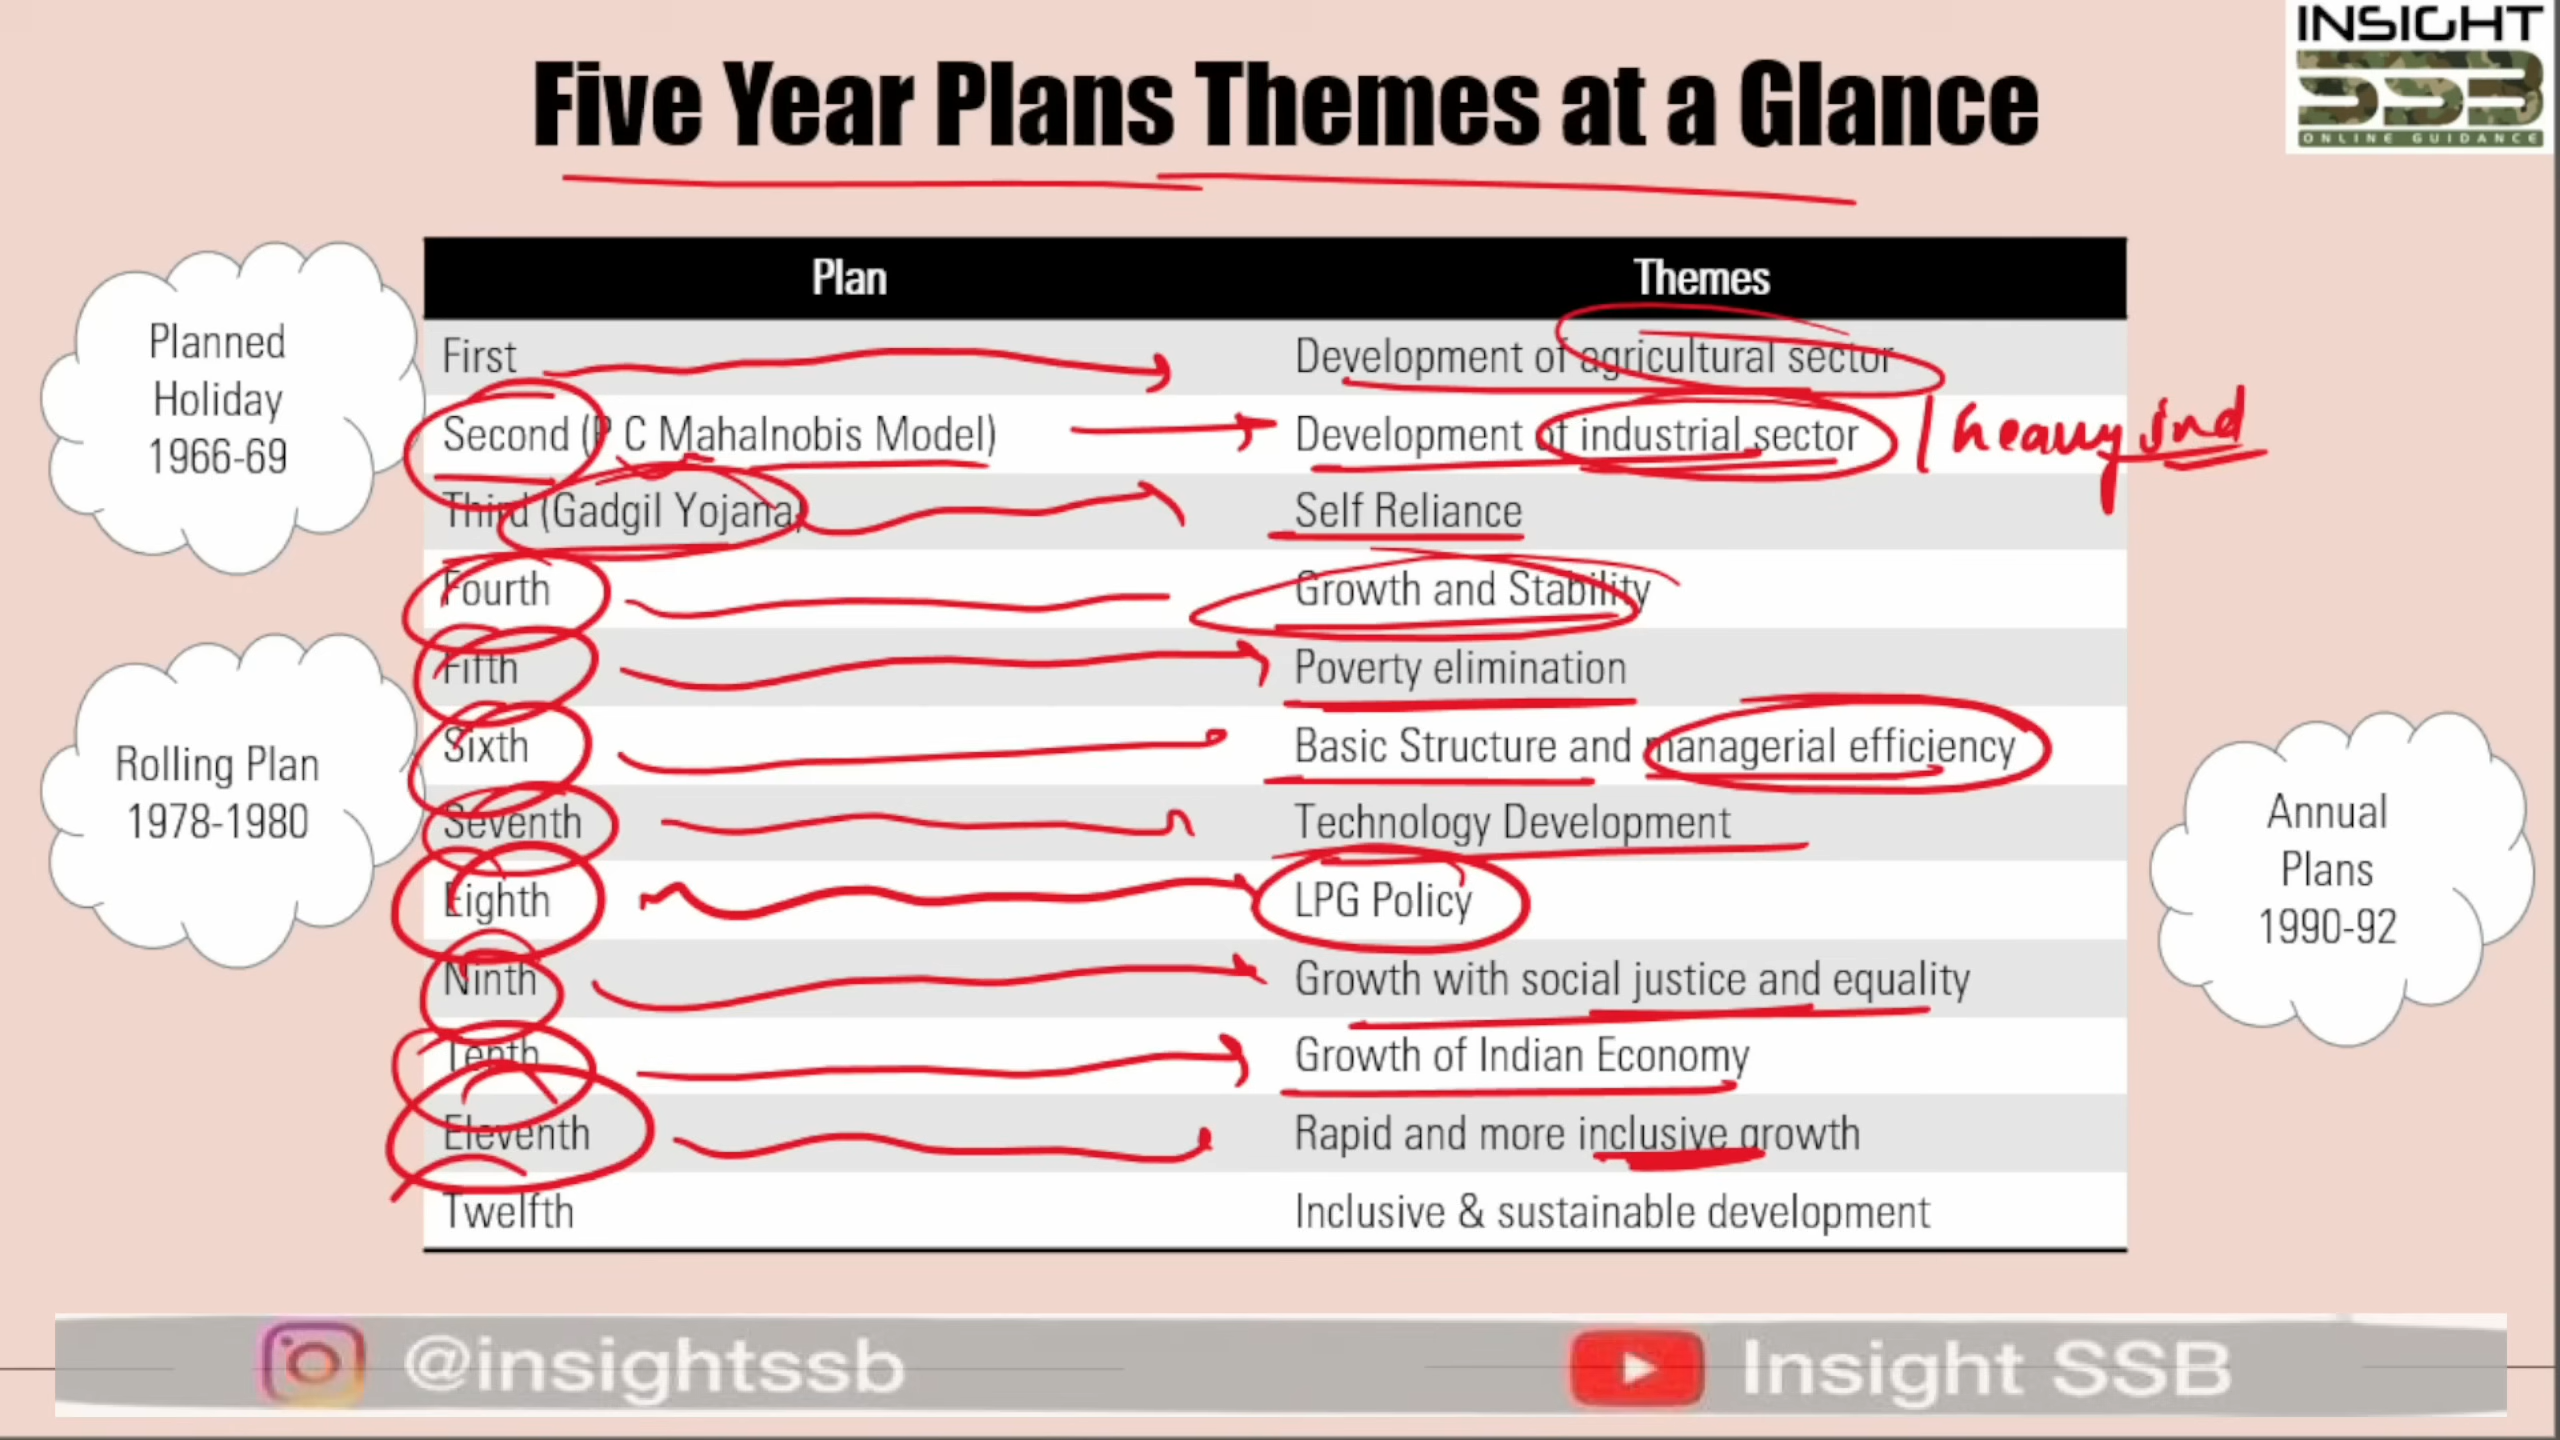 INSIGHT
SSB
ONLINE GUIDANCE
Five Year Plans Themes at a Glance
Planned
Holiday
1966-69
Rolling Plan
1978-1980
Plan Themes
First Development of agricultural sector
Second (P C Mahalnobis Model) Development of industrial sector / heavy ind
Third (Gadgil Yojana) Self Reliance
Fourth Growth and Stability
Fifth Poverty elimination
Sixth Basic Structure and managerial efficiency
Seventh Technology Development
Eighth LPG Policy
Ninth Growth with social justice and equality
Tenth Growth of Indian Economy
Eleventh Rapid and more inclusive growth
Twelfth Inclusive & sustainable development
Annual
Plans
1990-92
@insightssb Insight SSB